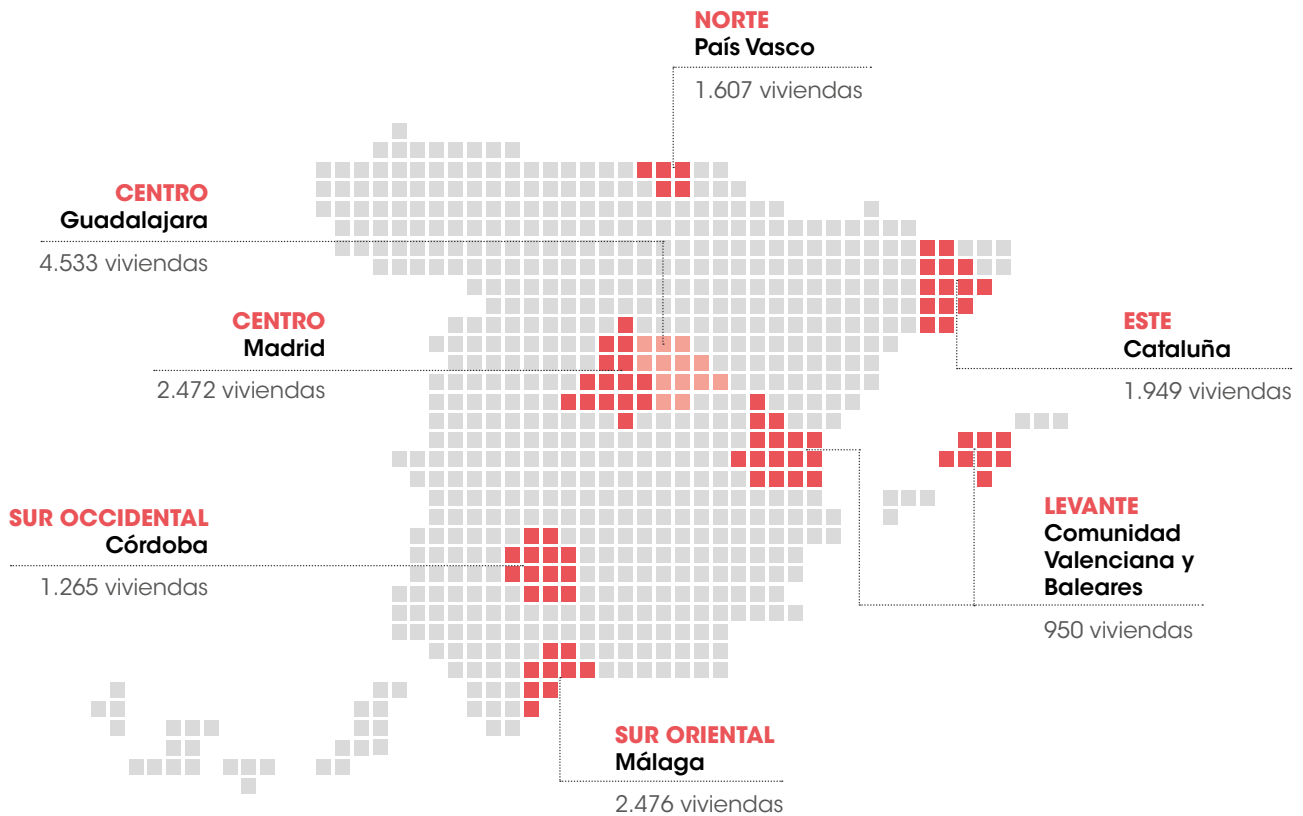 NORTE
País Vasco
1.607 viviendas
CENTRO
Guadalajara
4.533 viviendas
CENTRO
Madrid
2.472 viviendas
ESTE
Cataluña
1.949 viviendas
SUR OCCIDENTAL
Córdoba
1.265 viviendas
LEVANTE
Comunidad
Valenciana y
Baleares
950 viviendas
SUR ORIENTAL
Málaga
2.476 viviendas